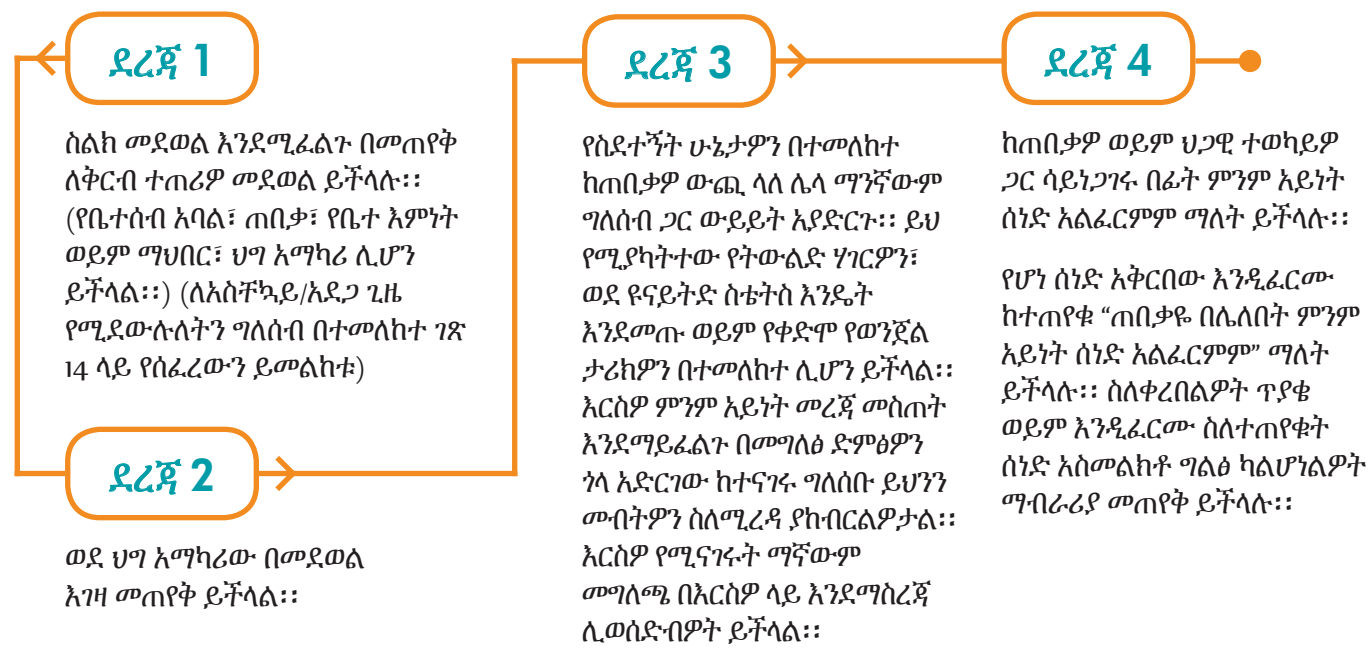 ደረጃ 1
ስልክ መደወል እንደሚፈልጉ በመጠየቅ
ለቅርብ ተጠሪዎ መደወል ይችላሉ፡፡
(የቤተሰብ አባል፣ ጠበቃ፣ የቤተ እምነት
ወይም ማህበር፣ ህግ አማካሪ ሊሆን
ይችላል፡፡) (ለአስቸኳይ/አደጋ ጊዜ
የሚደውሉለትን ግለሰብ በተመለከተ ገጽ
14 ላይ የሰፈረውን ይመልከቱ)
ደረጃ 2
ወደ ህግ አማካሪው በመደወል
እገዛ መጠየቅ ይችላል፡፡
ደረጃ 3
የስደተኝት ሁኔታዎን በተመለከተ
ከጠበቃዎ ውጪ ላለ ሌላ ማንኛውም
ግለሰብ ጋር ውይይት አያድርጉ፡፡ ይህ
የሚያካትተው የትውልድ ሃገርዎን፣
ወደ ዩናይትድ ስቴትስ እንዴት
እንደመጡ ወይም የቀድሞ የወንጀል
ታሪክዎን በተመለከተ ሊሆን ይችላል፡፡
እርስዎ ምንም አይነት መረጃ መስጠት
እንደማይፈልጉ በመግለፅ ድምፅዎን
ጎላ አድርገው ከተናገሩ ግለሰቡ ይህንን
መብትዎን ስለሚረዳ ያከብርልዎታል፡፡
እርስዎ የሚናገሩት ማኛውም
መግለጫ በእርስዎ ላይ እንደማስረጃ
ሊወሰድብዎት ይችላል፡፡
ደረጃ 4
ከጠበቃዎ ወይም ህጋዊ ተወካይዎ
ጋር ሳይነጋገሩ በፊት ምንም አይነት
ሰነድ አልፈርምም ማለት ይችላሉ፡፡
የሆነ ሰነድ አቅርበው እንዲፈርሙ
ከተጠየቁ “ጠበቃዬ በሌለበት ምንም
አይነት ሰነድ አልፈርምም” ማለት
ይችላሉ፡፡ ስለቀረበልዎት ጥያቄ
ወይም እንዲፈርሙ ስለተጠየቁት
ሰነድ አስመልክቶ ግልፅ ካልሆነልዎት
ማብራሪያ መጠየቅ ይችላሉ፡፡